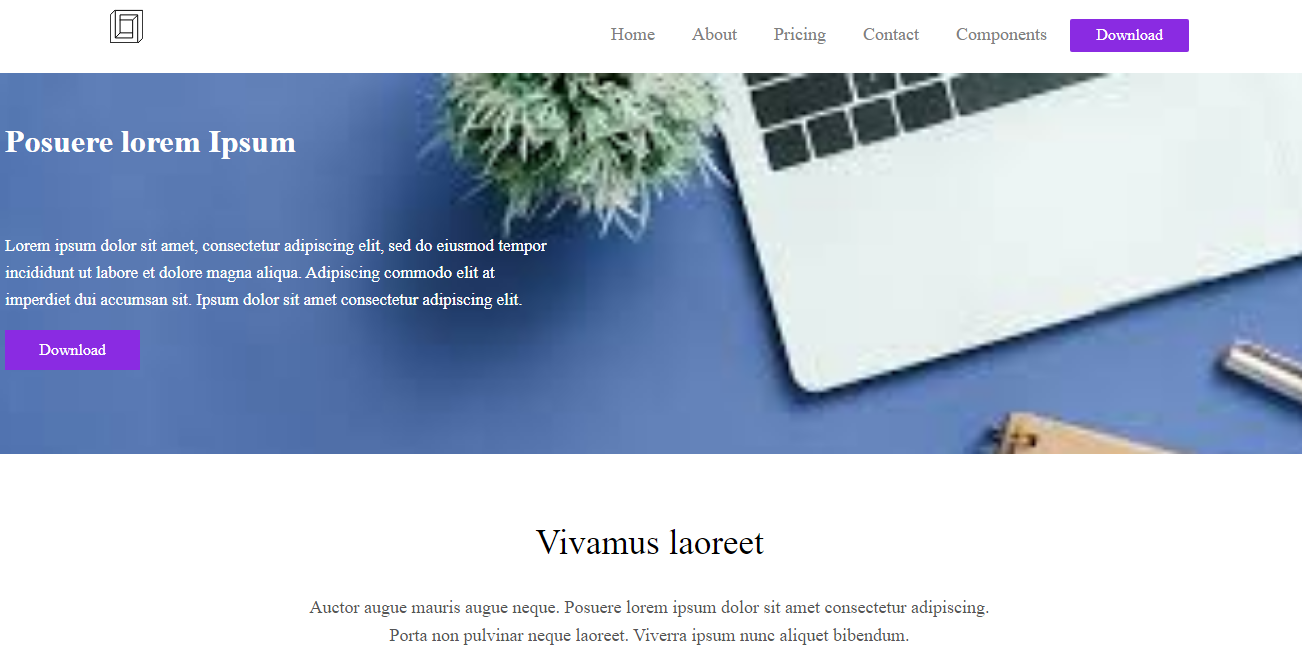 Home About Pricing Contact Components Download
Posuere lorem Ipsum
Lorem ipsum dolor sit amet, consectetur adipiscing elit, sed do eiusmod tempor
incididunt ut labore et dolore magna aliqua. Adipiscing commodo elit at
imperdiet dui accumsan sit. Ipsum dolor sit amet consectetur adipiscing elit.
Download
Vivamus laoreet
Auctor augue mauris augue neque. Posuere lorem ipsum dolor sit amet consectetur adipiscing.
Porta non pulvinar neque laoreet. Viverra ipsum nunc aliquet bibendum.